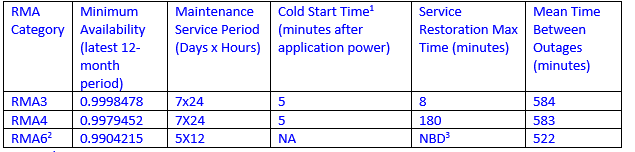 RMA Category | Minimum Availability (latest 12-month period) | Maintenance Service Period (Days x Hours) | Cold Start Time¹ (minutes after application power) | Service Restoration Max Time (minutes) | Mean Time Between Outages (minutes)
RMA3 | 0.9998478 | 7x24 | 5 | 8 | 584
RMA4 | 0.9979452 | 7X24 | 5 | 180 | 583
RMA6² | 0.9904215 | 5X12 | NA | NBD³ | 522